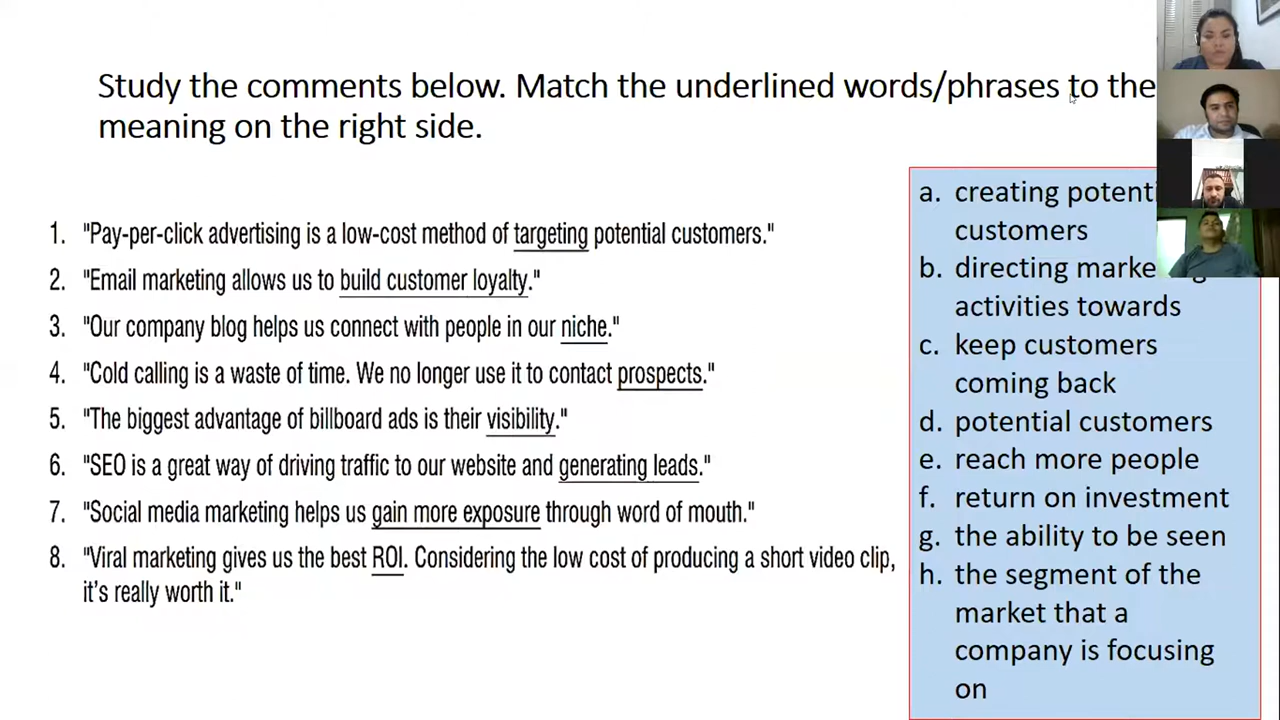 Study the comments below. Match the underlined words/phrases to the
meaning on the right side.
1. "Pay-per-click advertising is a low-cost method of targeting potential customers."
2. "Email marketing allows us to build customer loyalty."
3. "Our company blog helps us connect with people in our niche."
4. "Cold calling is a waste of time. We no longer use it to contact prospects."
5. "The biggest advantage of billboard ads is their visibility."
6. "SEO is a great way of driving traffic to our website and generating leads."
7. "Social media marketing helps us gain more exposure through word of mouth."
8. "Viral marketing gives us the best ROI. Considering the low cost of producing a short video clip,
it's really worth it."
a. creating
customers
b. directing
activities towards
c. keep customers
coming back
d. potential customers
e. reach more people
f. return on investment
g. the ability to be seen
h. the segment of the
market that a
company is focusing
on